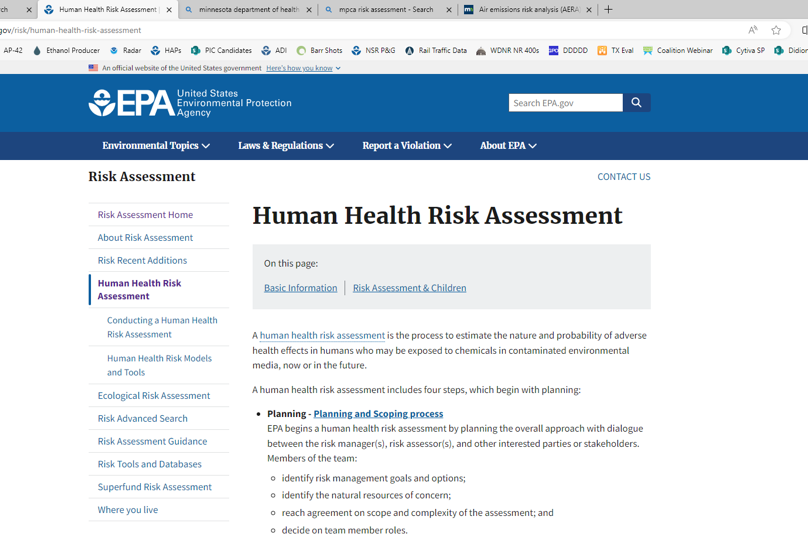 ch
Human Health Risk Assessment
minnesota department of health
mpca risk assessment - Search
Air emissions risk analysis (AERA)
gov/risk/human-health-risk-assessment
AP-42 Ethanol Producer Radar HAPs PIC Candidates ADI Barr Shots NSR P&G Rail Traffic Data WDNR NR 400s DDDDD TX Eval Coalition Webinar Cytiva SP Didion
An official website of the United States government Here's how you know
EPA
United States
Environmental Protection
Agency
Search EPA.gov
Environmental Topics Laws & Regulations Report a Violation About EPA
Risk Assessment
CONTACT US
Risk Assessment Home
About Risk Assessment
Risk Recent Additions
Human Health Risk
Assessment
Conducting a Human Health
Risk Assessment
Human Health Risk Models
and Tools
Ecological Risk Assessment
Risk Advanced Search
Risk Assessment Guidance
Risk Tools and Databases
Superfund Risk Assessment
Where you live
Human Health Risk Assessment
On this page:
Basic Information Risk Assessment & Children
A human health risk assessment is the process to estimate the nature and probability of adverse
health effects in humans who may be exposed to chemicals in contaminated environmental
media, now or in the future.
A human health risk assessment includes four steps, which begin with planning:
• Planning - Planning and Scoping process
EPA begins a human health risk assessment by planning the overall approach with dialogue
between the risk manager(s), risk assessor(s), and other interested parties or stakeholders.
Members of the team:
◦ identify risk management goals and options;
◦ identify the natural resources of concern;
◦ reach agreement on scope and complexity of the assessment; and
◦ decide on team member roles.